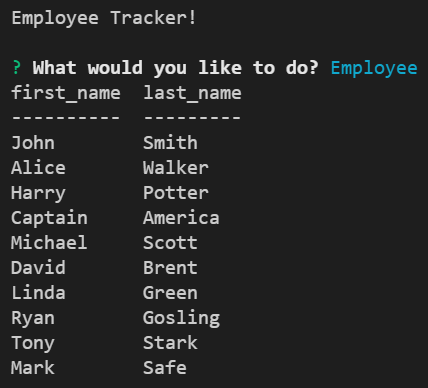 Employee Tracker!
? What would you like to do? Employee
first_name  last_name
----------  ---------
John        Smith
Alice       Walker
Harry       Potter
Captain     America
Michael     Scott
David       Brent
Linda       Green
Ryan        Gosling
Tony        Stark
Mark        Safe